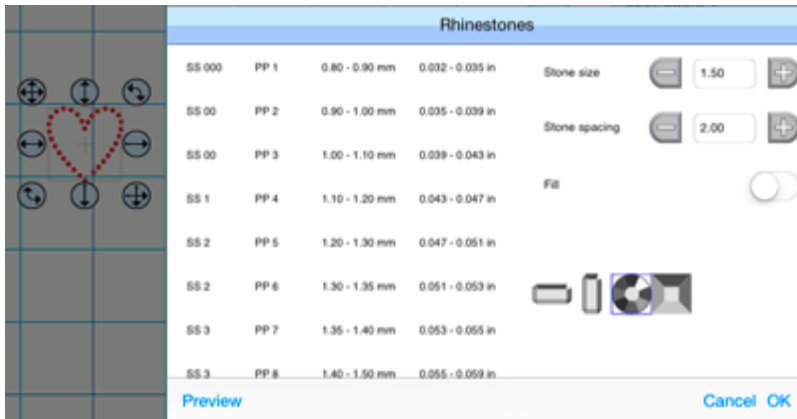 Rhinestones
SS 000 PP 1 0.80 - 0.90 mm 0.032 - 0.035 in
SS 00 PP 2 0.90 - 1.00 mm 0.035 - 0.039 in
SS 00 PP 3 1.00 - 1.10 mm 0.039 - 0.043 in
SS 1 PP 4 1.10 - 1.20 mm 0.043 - 0.047 in
SS 2 PP 5 1.20 - 1.30 mm 0.047 - 0.051 in
SS 2 PP 6 1.30 - 1.35 mm 0.051 - 0.053 in
SS 3 PP 7 1.35 - 1.40 mm 0.053 - 0.055 in
SS 3 PP 8 1.40 - 1.50 mm 0.055 - 0.059 in
Stone size 1.50
Stone spacing 2.00
Fill
Preview
Cancel OK